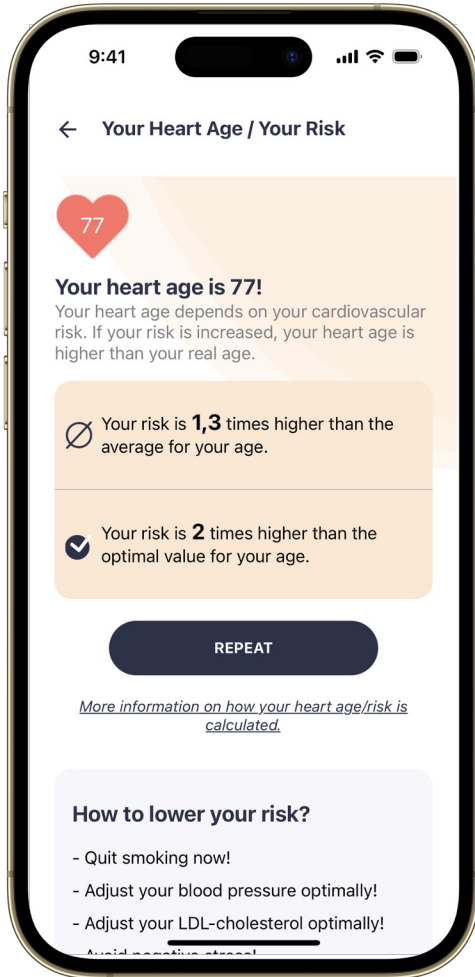 9:41
Your Heart Age / Your Risk
77
Your heart age is 77!
Your heart age depends on your cardiovascular
risk. If your risk is increased, your heart age is
higher than your real age.
Your risk is 1,3 times higher than the
average for your age.
Your risk is 2 times higher than the
optimal value for your age.
REPEAT
More information on how your heart age/risk is
calculated.
How to lower your risk?
- Quit smoking now!
- Adjust your blood pressure optimally!
- Adjust your LDL-cholesterol optimally!
- Avoid negative stress!